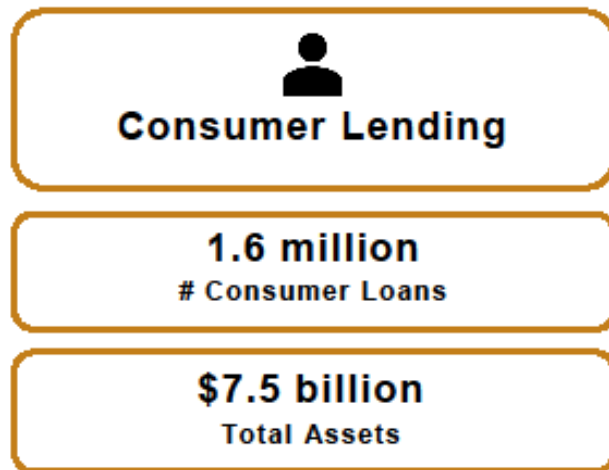 Consumer Lending
1.6 million
# Consumer Loans
$7.5 billion
Total Assets